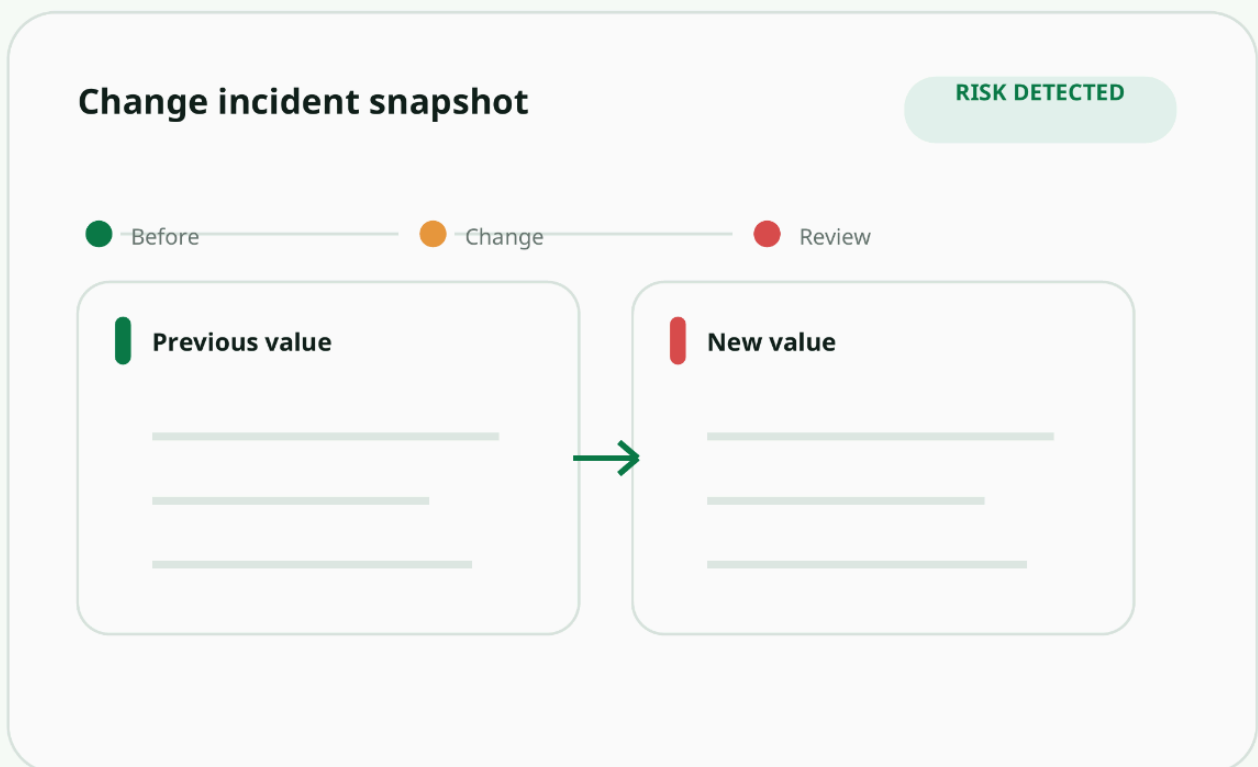 Change incident snapshot
RISK DETECTED
Before
Change
Review
Previous value
New value